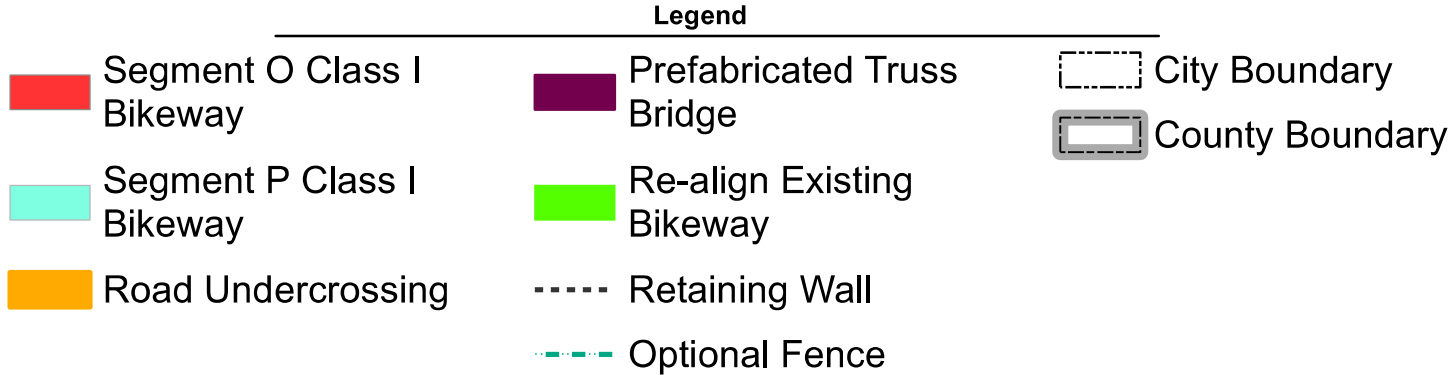 Legend
Segment O Class I
Bikeway
Segment P Class I
Bikeway
Road Undercrossing
Prefabricated Truss
Bridge
Re-align Existing
Bikeway
Retaining Wall
Optional Fence
City Boundary
County Boundary